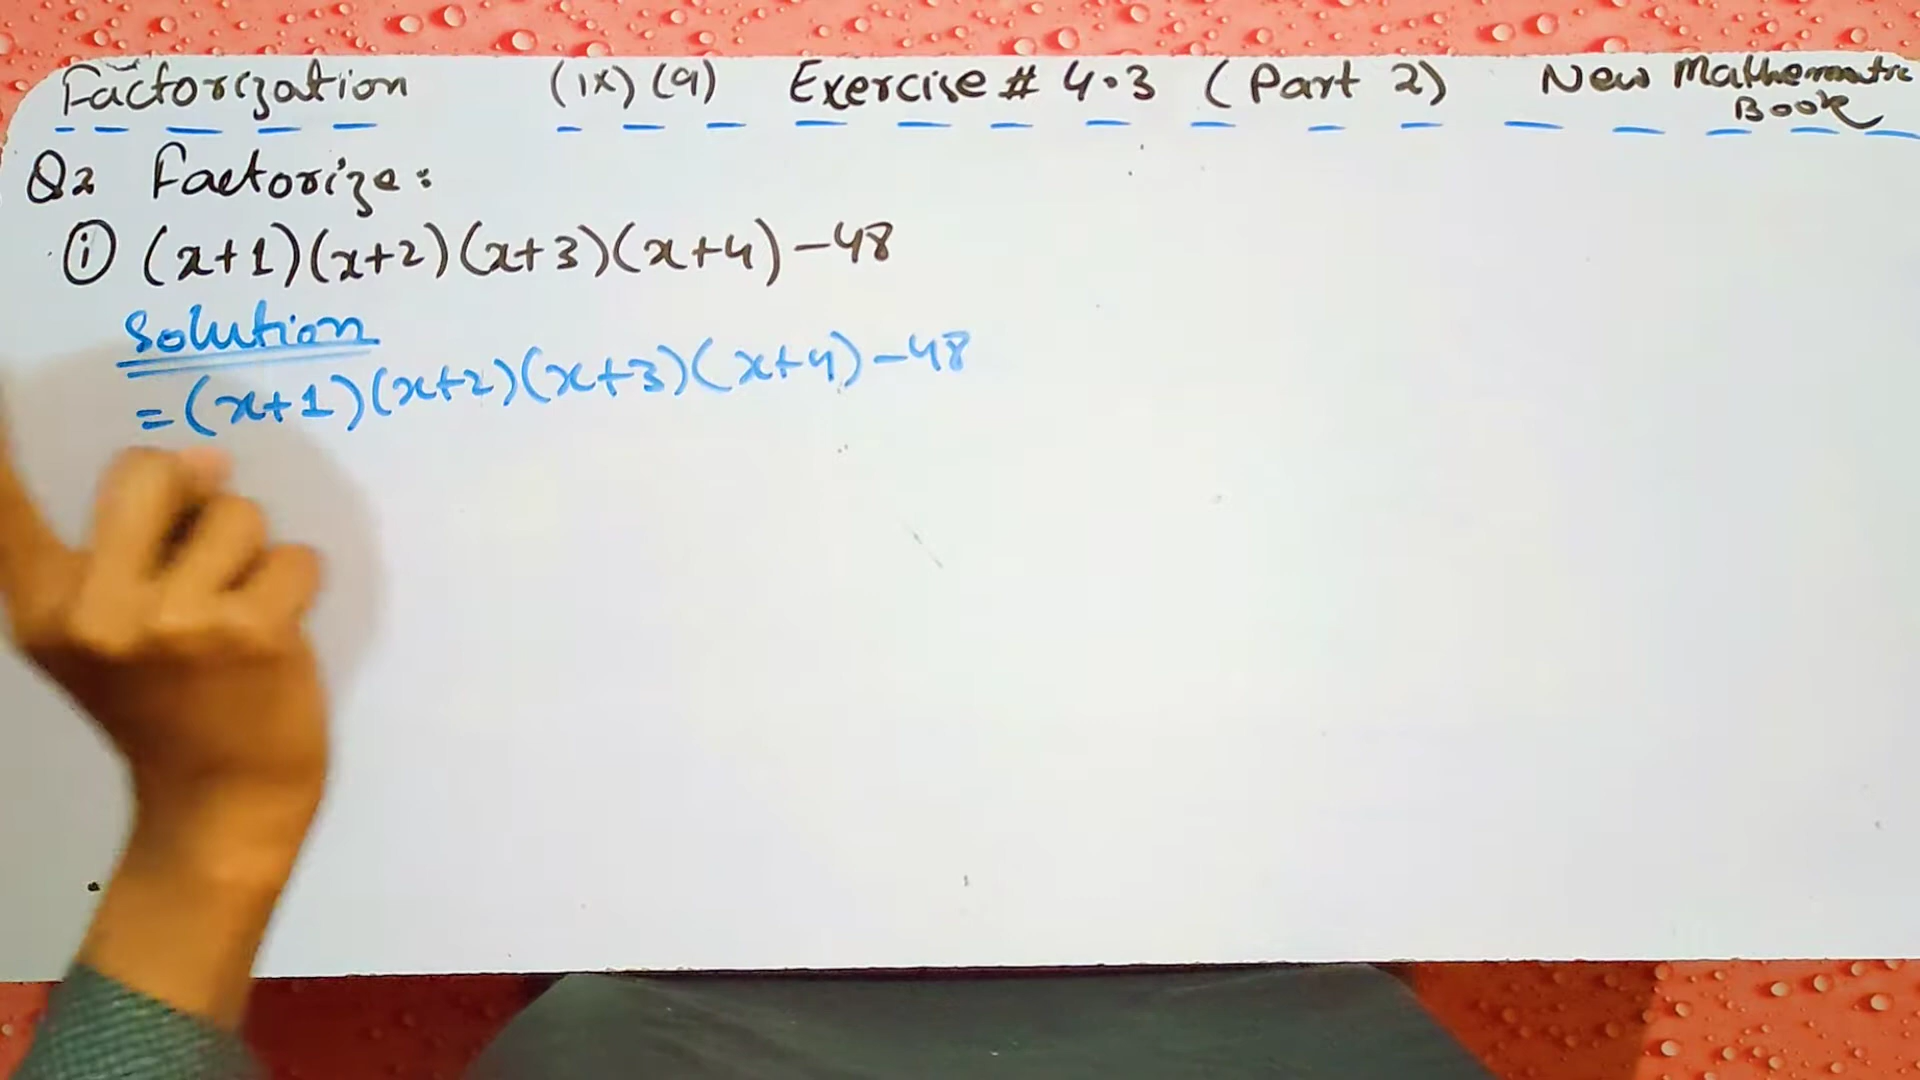 Factorization (ix) (9) Exercise # 4.3 (Part 2) New Mathematic Book
Q2 Factorize:
(i) (x+1)(x+2)(x+3)(x+4)-48
Solution
=(x+1)(x+2)(x+3)(x+4)-48